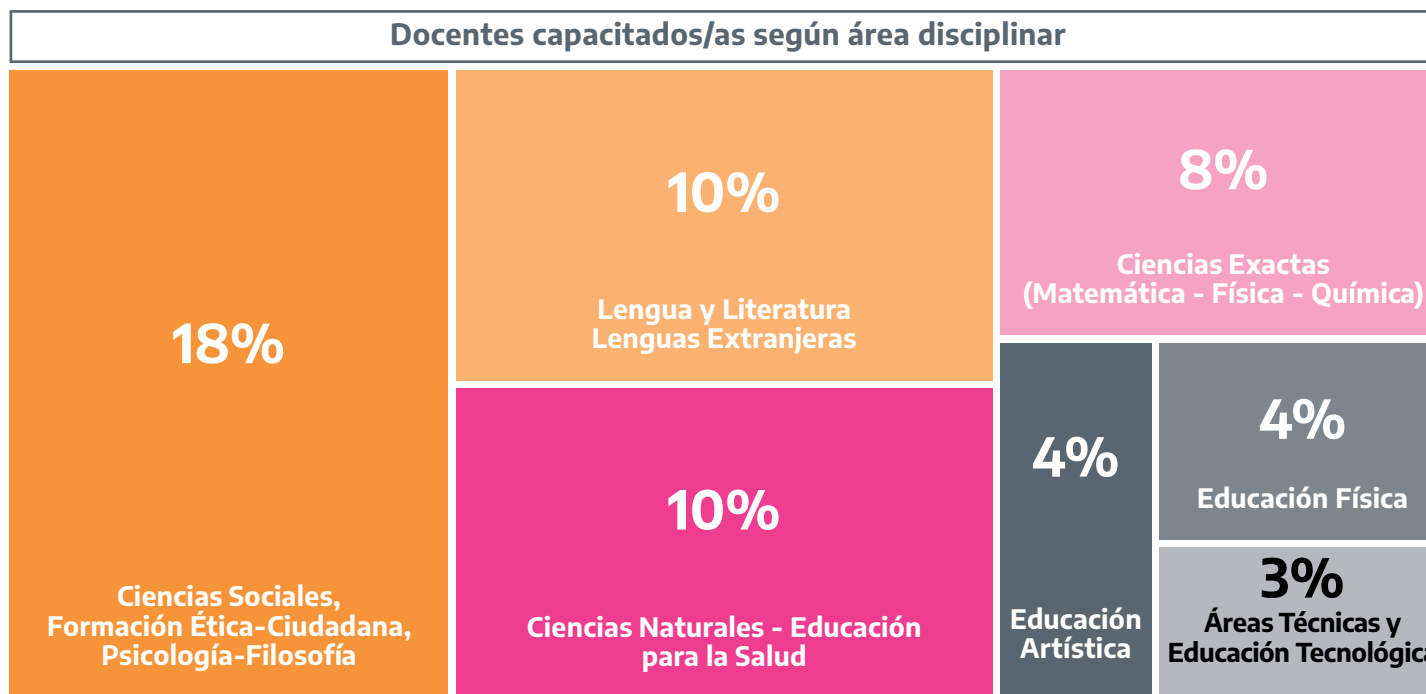 Docentes capacitados/as según área disciplinar
18%
Ciencias Sociales,
Formación Ética-Ciudadana,
Psicología-Filosofía
10%
Lengua y Literatura
Lenguas Extranjeras
10%
Ciencias Naturales - Educación
para la Salud
8%
Ciencias Exactas
(Matemática - Física - Química)
4%
Educación
Artística
4%
Educación Física
3%
Áreas Técnicas y
Educación Tecnológica